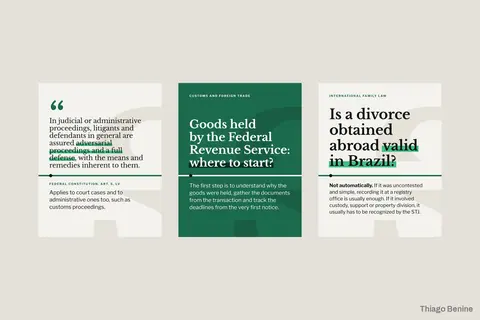 “
In judicial or administrative
proceedings, litigants and
defendants in general are
assured adversarial
proceedings and a full
defense, with the means and
remedies inherent to them.
FEDERAL CONSTITUTION, ART. 5, LV
Applies to court cases and to
administrative ones too, such as
customs proceedings.
CUSTOMS AND FOREIGN TRADE
Goods held
by the Federal
Revenue Service:
where to start?
The first step is to understand why the
goods were held, gather the documents
from the transaction and track the
deadlines from the very first notice.
INTERNATIONAL FAMILY LAW
Is a divorce
obtained
abroad valid
in Brazil?
Not automatically. If it was uncontested
and simple, recording it at a registry
office is usually enough. If it involved
custody, support or property division, it
usually has to be recognized by the STJ.
Thiago Benine